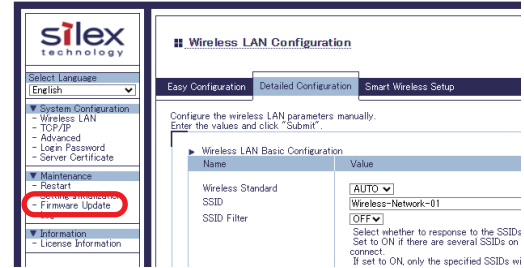 silex
technology
Select Language
English
▼ System Configuration
- Wireless LAN
- TCP/IP
- Advanced
- Login Password
- Server Certificate
▼ Maintenance
- Restart
- Firmware Update
▼ Information
- License Information
Wireless LAN Configuration
Easy Configuration Detailed Configuration Smart Wireless Setup
Configure the wireless LAN parameters manually.
Enter the values and click "Submit".
▶ Wireless LAN Basic Configuration
Name Value
Wireless Standard AUTO
SSID Wireless-Network-01
SSID Filter OFF
Select whether to response to the SSIDs
Set to ON if there are several SSIDs on
connect.
If set to ON, only the specified SSIDs wi